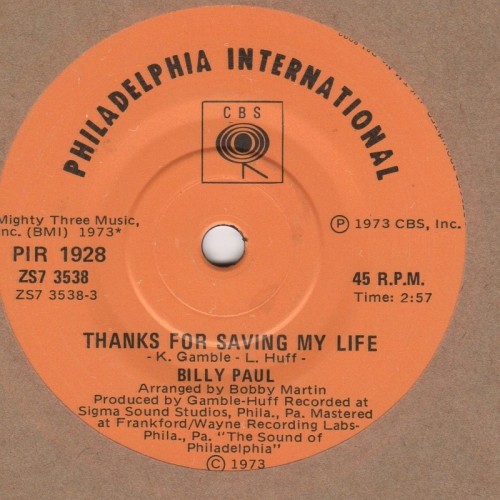 PHILADELPHIA INTERNATIONAL
CBS
Mighty Three Music,
Inc. (BMI) 1973*
℗ 1973 CBS, Inc.
PIR 1928
ZS7 3538
ZS7 3538-3
45 R.P.M.
Time: 2:57
THANKS FOR SAVING MY LIFE
- K. Gamble - L. Huff -
BILLY PAUL
Arranged by Bobby Martin
Produced by Gamble-Huff Recorded at
Sigma Sound Studios, Phila., Pa. Mastered
at Frankford/Wayne Recording Labs-
Phila., Pa. "The Sound of
Philadelphia"
© 1973